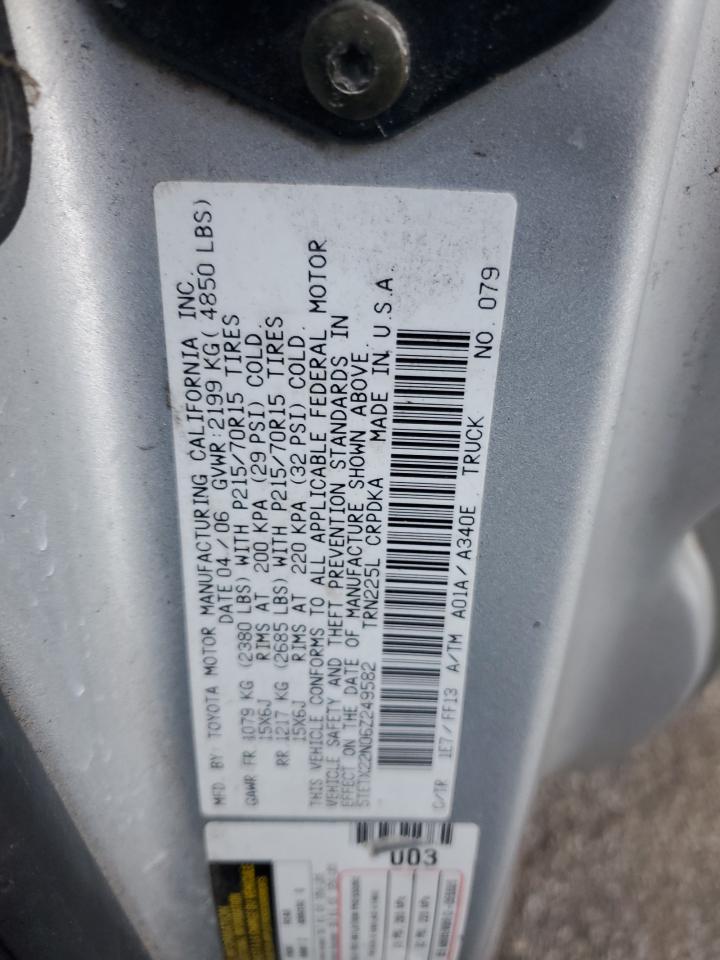 MFD BY: TOYOTA MOTOR MANUFACTURING CALIFORNIA INC.
DATE 04/06 GVWR:2199 KG( 4850 LBS)
GAWR FR 1079 KG (2380 LBS) WITH P215/70R15 TIRES
15X6J RIMS AT 200 KPA (29 PSI) COLD.
RR 1217 KG (2685 LBS) WITH P215/70R15 TIRES
15X6J RIMS AT 220 KPA (32 PSI) COLD.
THIS VEHICLE CONFORMS TO ALL APPLICABLE FEDERAL MOTOR
VEHICLE SAFETY AND THEFT PREVENTION STANDARDS IN
EFFECT ON THE DATE OF MANUFACTURE SHOWN ABOVE.
5TETX22N06Z249582 TRN225L CRPDKA MADE IN U.S.A.
C/TR 1E7/FF13 A/TM A01A/A340E TRUCK NO. 079
U03